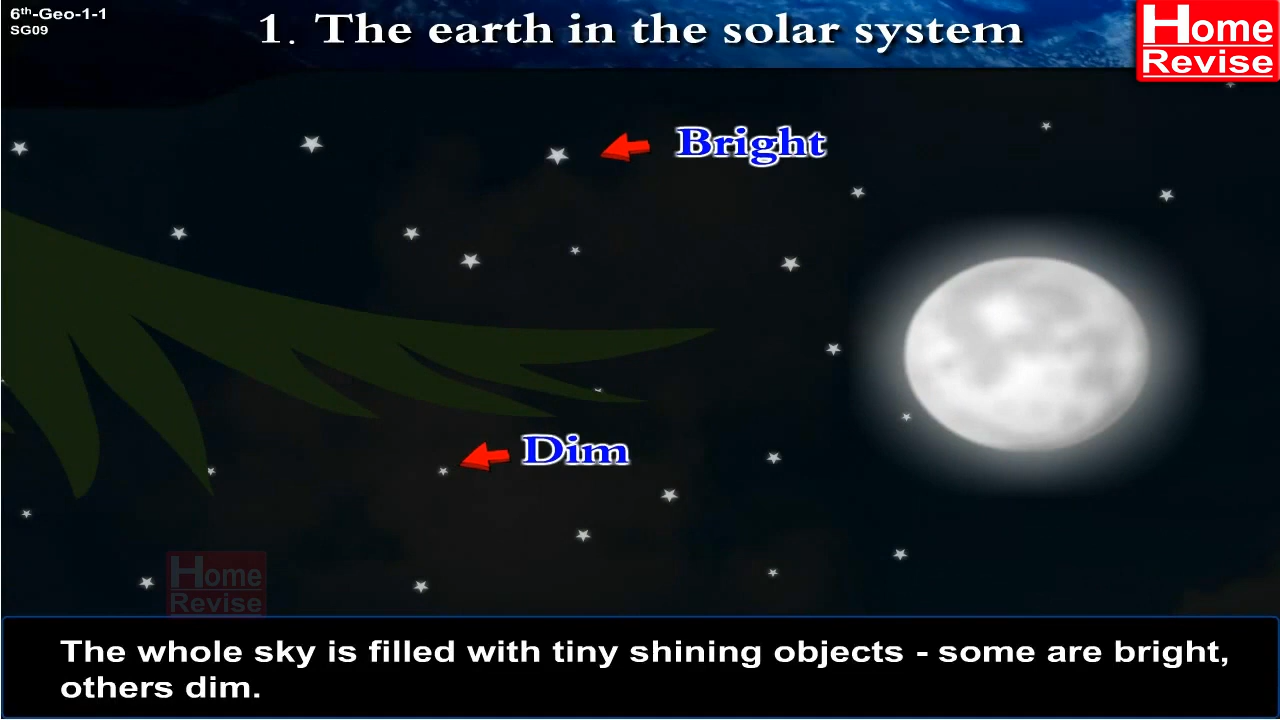 6th-Geo-1-1
SG09
1. The earth in the solar system
Home
Revise
Bright
Dim
Home
Revise
The whole sky is filled with tiny shining objects - some are bright,
others dim.